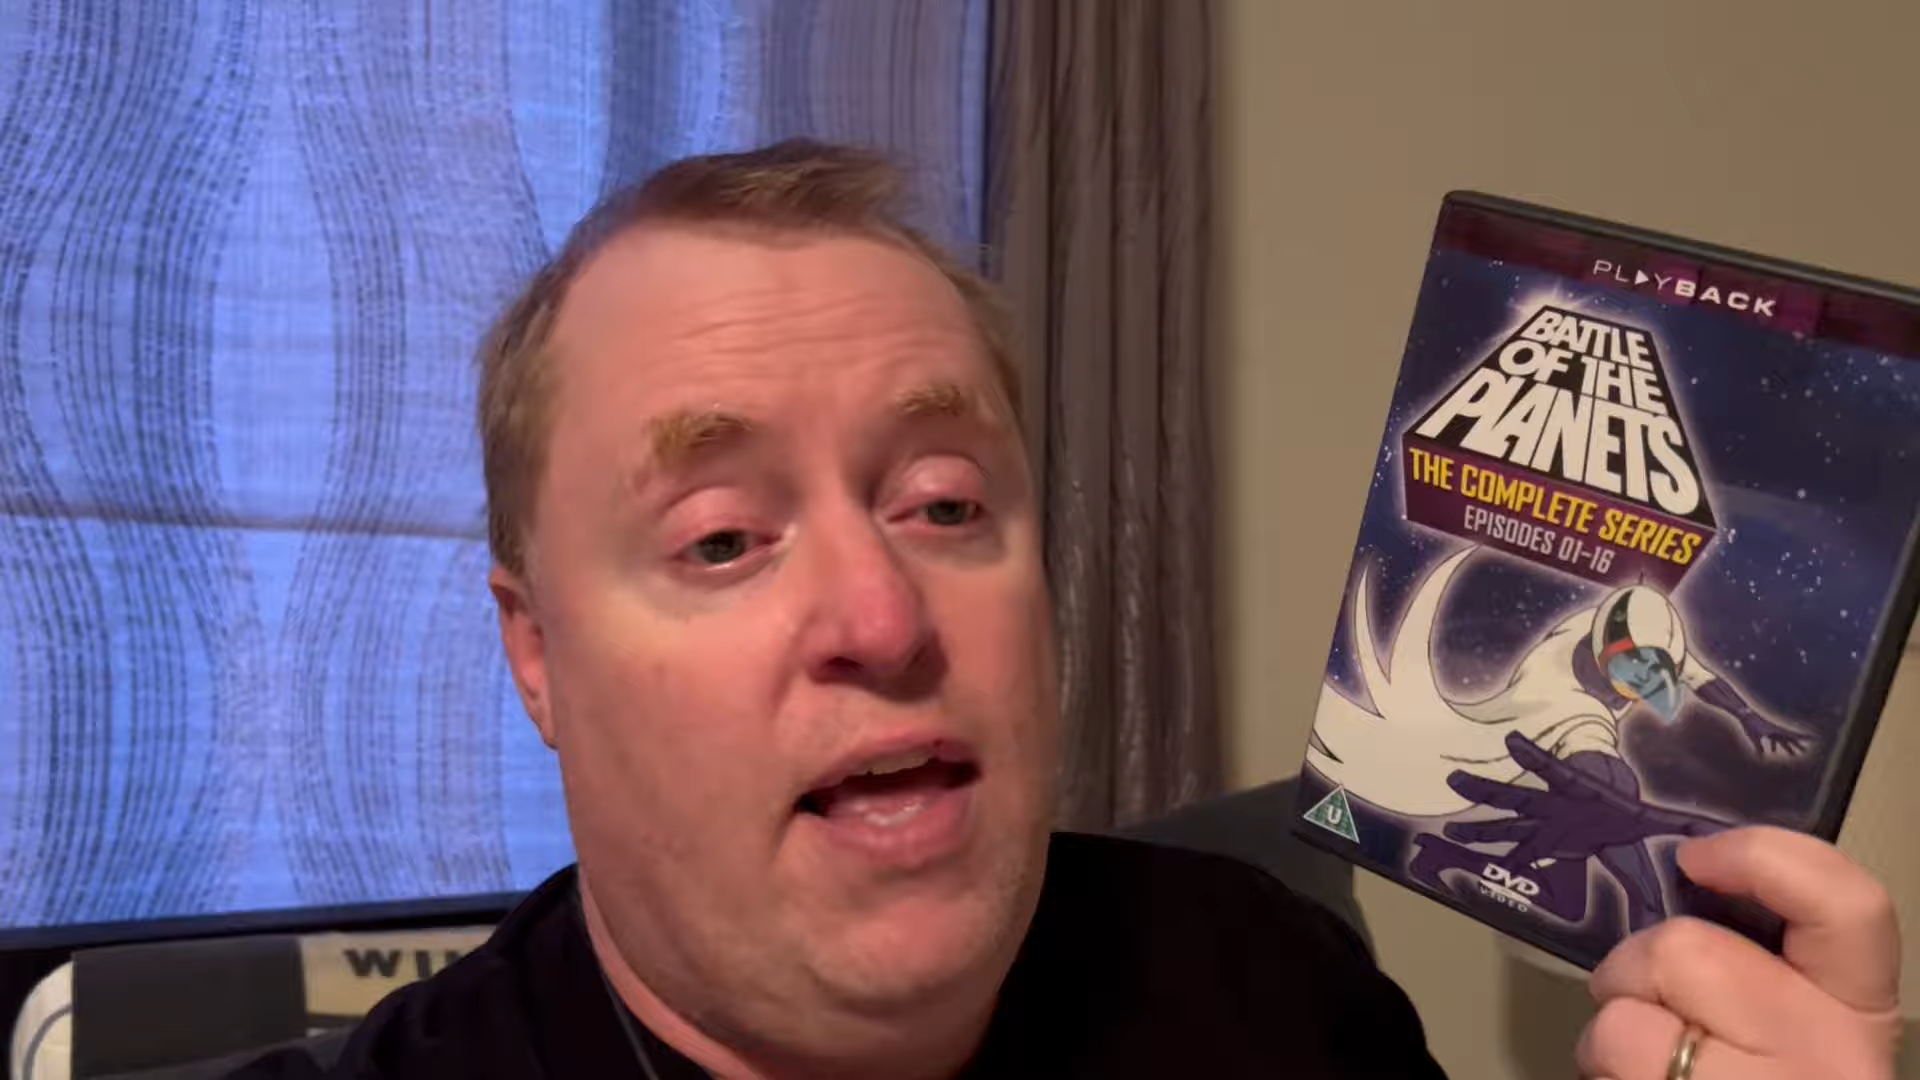 PLAYBACK
BATTLE
OF THE
PLANETS
THE COMPLETE SERIES
EPISODES 01-16
U
DVD
VIDEO